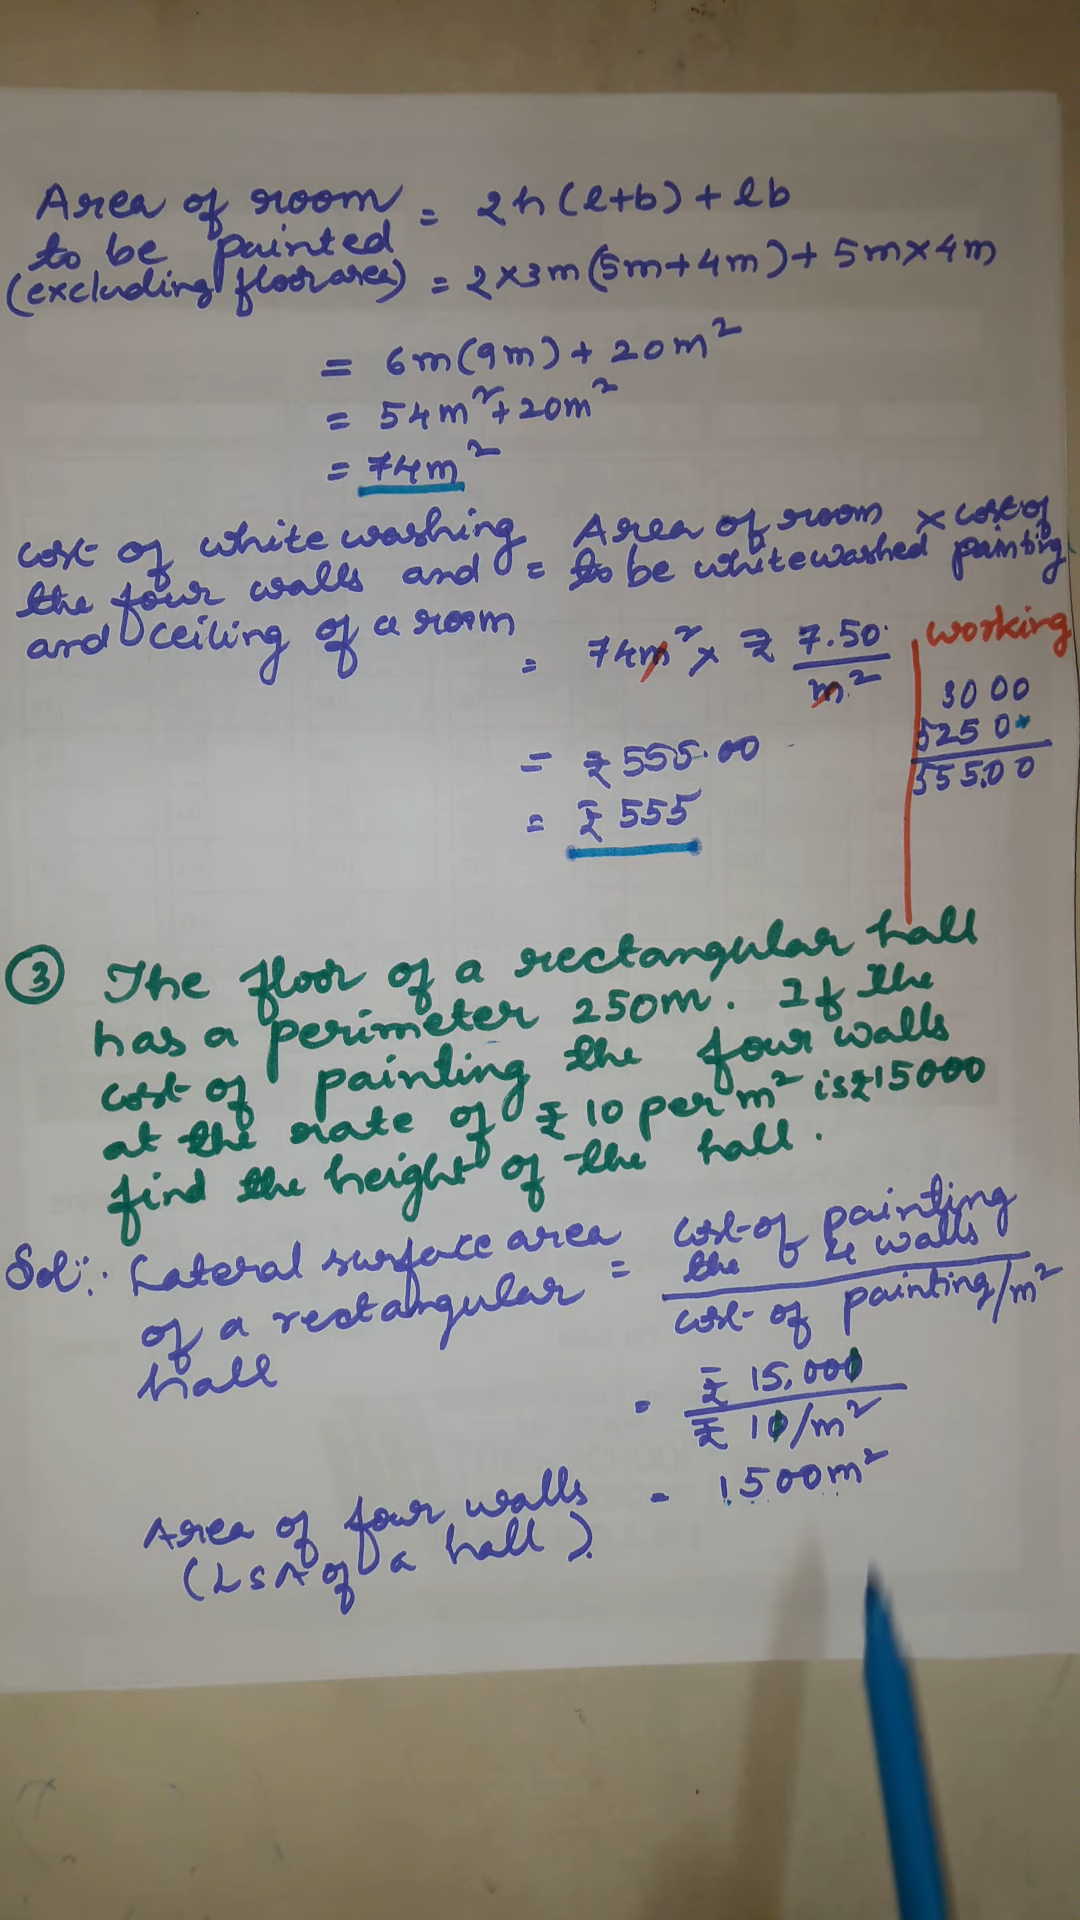 Area of room = 2h(l+b)+lb
to be painted
(excluding floor area) = 2×3m(5m+4m)+5m×4m
= 6m(9m)+20m²
= 54m²+20m²
= 74m²
cost of white washing = Area of room × cost of
the four walls and = to be whitewashed painting
and ceiling of a room
= 74m² × ₹ 7.50/m²
working
3000
5250*
555.00
= ₹555.00
= ₹555
③ The floor of a rectangular hall
has a perimeter 250m. If the
cost of painting the four walls
at the rate of ₹10 per m² is ₹15000
find the height of the hall.
Sol:. Lateral surface area = cost of painting
of a rectangular the 4 walls
hall cost of painting/m²
= ₹ 15,000
₹ 10/m²
Area of four walls = 1500m²
(LSA of a hall).